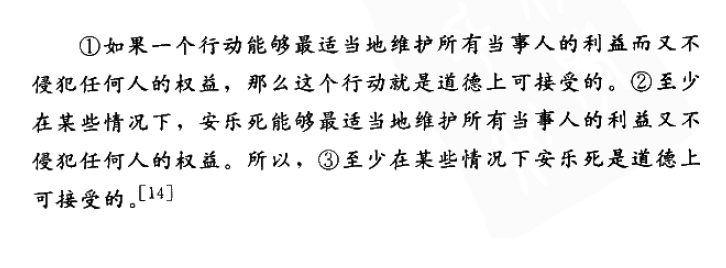 ①如果一个行动能够最适当地维护所有当事人的利益而又不
侵犯任何人的权益，那么这个行动就是道德上可接受的。②至少
在某些情况下，安乐死能够最适当地维护所有当事人的利益又不
侵犯任何人的权益。所以，③至少在某些情况下安乐死是道德上
可接受的。[14]